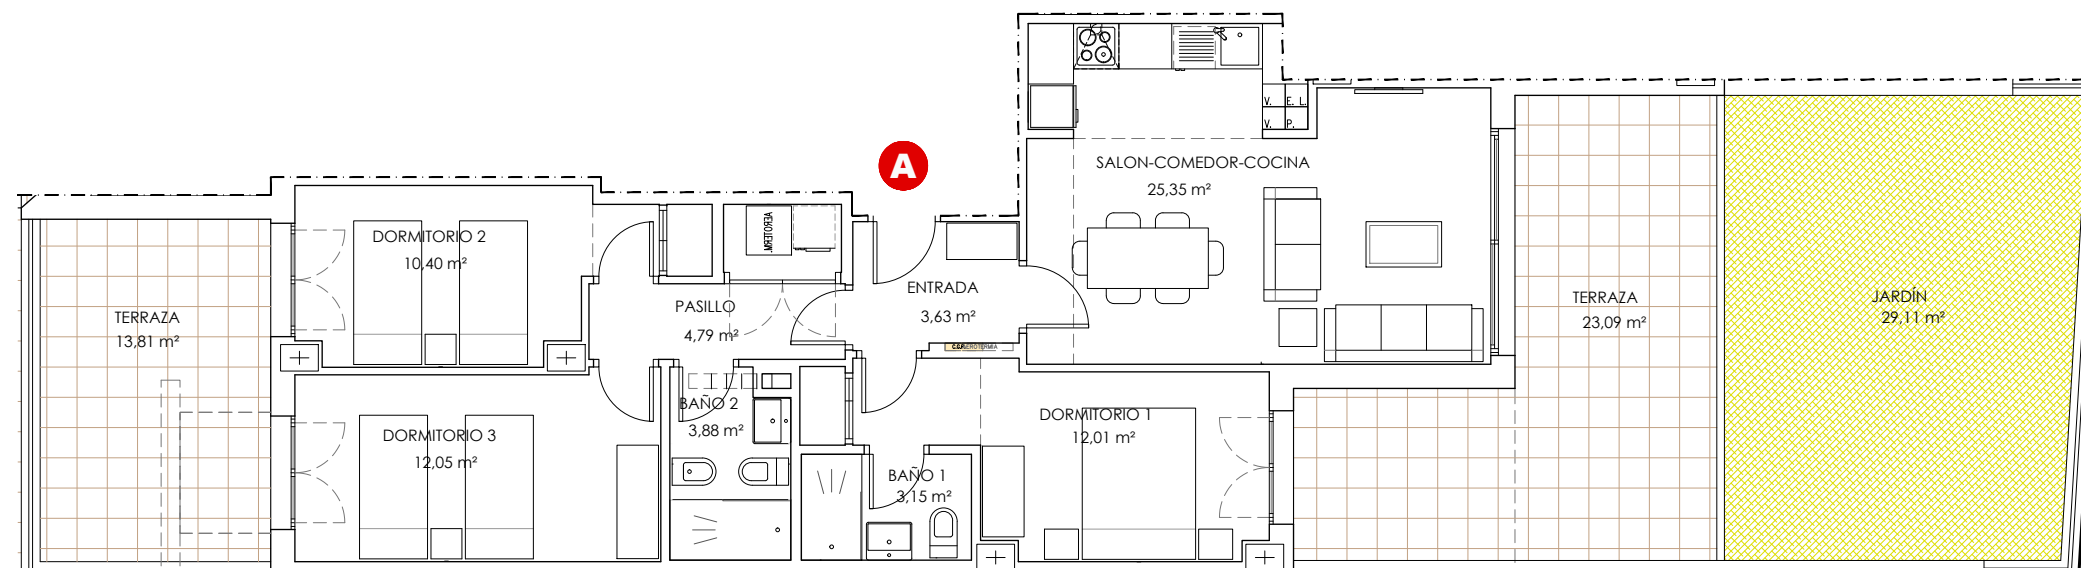 A
V. E. L.
V. P.
SALON-COMEDOR-COCINA
25,35 m²
DORMITORIO 2
10,40 m²
AEROTERM.
ENTRADA
3,63 m²
PASILLO
4,79 m²
TERRAZA
13,81 m²
TERRAZA
23,09 m²
JARDÍN
29,11 m²
C.G.P.
AEROTERMIA
BAÑO 2
3,88 m²
DORMITORIO 1
12,01 m²
DORMITORIO 3
12,05 m²
BAÑO 1
3,15 m²